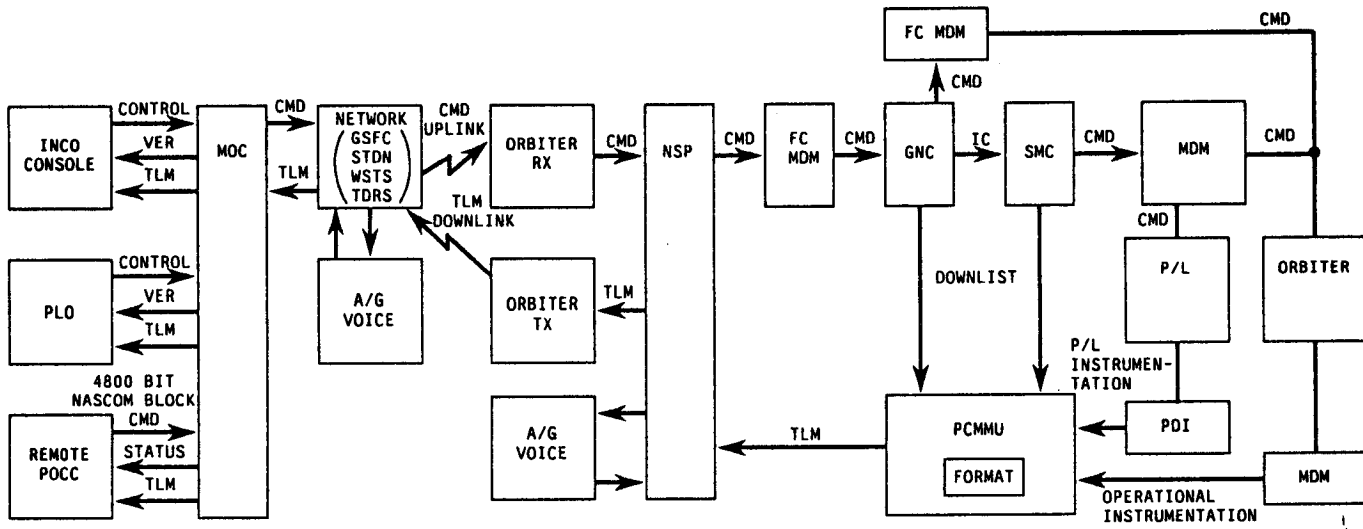 CMD
FC MDM
CMD
CONTROL
VER
TLM
INCO
CONSOLE
MOC
CMD
TLM
NETWORK
GSFC
STDN
WSTS
TDRS
CMD
UPLINK
TLM
DOWNLINK
ORBITER
RX
CMD
NSP
CMD
FC
MDM
CMD
GNC
IC
SMC
CMD
MDM
CMD
CMD
CONTROL
VER
TLM
PLO
A/G
VOICE
ORBITER
TX
TLM
DOWNLIST
P/L
ORBITER
P/L
INSTRUMEN-
TATION
4800 BIT
NASCOM BLOCK
CMD
STATUS
TLM
REMOTE
POCC
A/G
VOICE
TLM
PCMMU
FORMAT
PDI
MDM
OPERATIONAL
INSTRUMENTATION